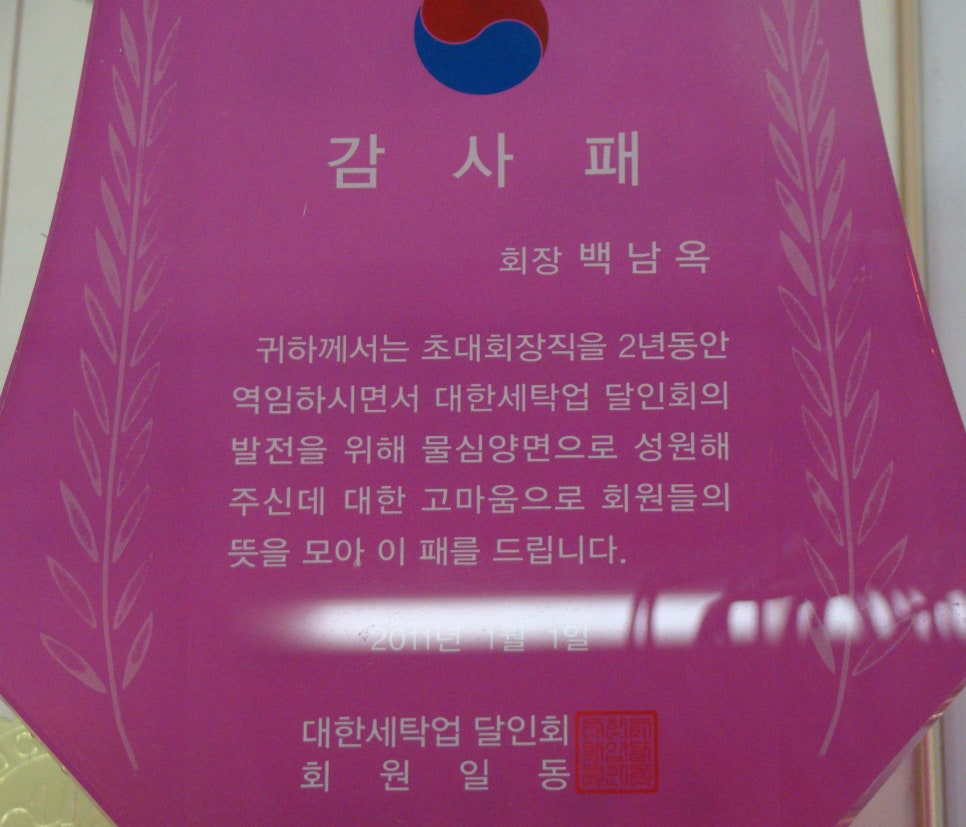 감 사 패
회장 백 남 옥
귀하께서는 초대회장직을 2년동안
역임하시면서 대한세탁업 달인회의
발전을 위해 물심양면으로 성원해
주신데 대한 고마움으로 회원들의
뜻을 모아 이 패를 드립니다.
2011년 1월 1일
대한세탁업 달인회
회 원 일 동